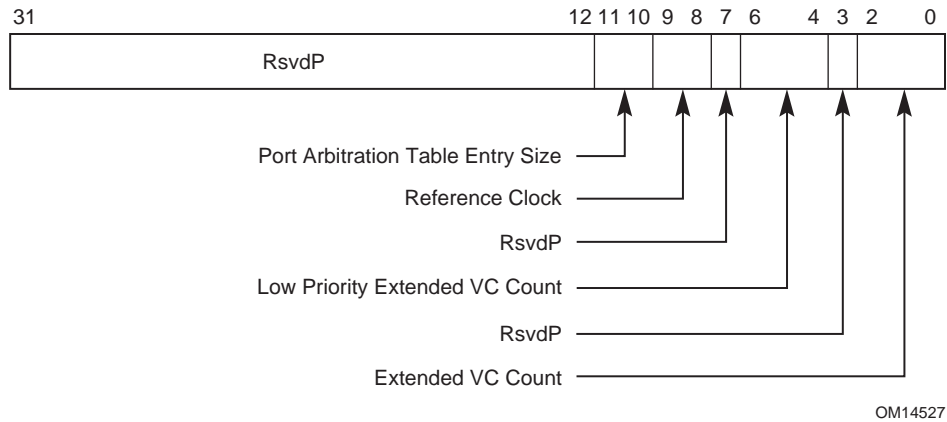 31 12 11 10 9 8 7 6 4 3 2 0
RsvdP
Port Arbitration Table Entry Size
Reference Clock
RsvdP
Low Priority Extended VC Count
RsvdP
Extended VC Count
OM14527